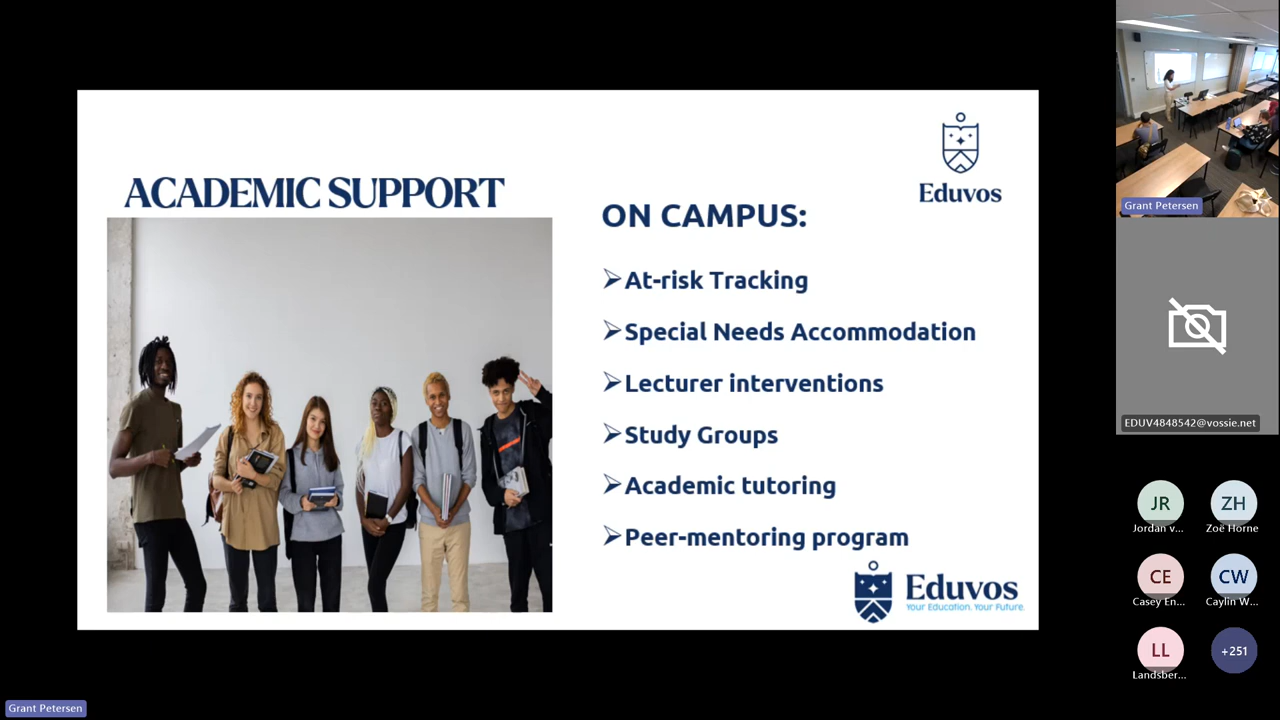 ACADEMIC SUPPORT
Eduvos
ON CAMPUS:
➢At-risk Tracking
➢Special Needs Accommodation
➢Lecturer interventions
➢Study Groups
➢Academic tutoring
➢Peer-mentoring program
Eduvos
Your Education. Your Future.
Grant Petersen
Grant Petersen
EDUV4848542@vossie.net
JR
Jordan v...
ZH
Zoë Horne
CE
Casey En...
CW
Caylin W...
LL
Landsber...
+251